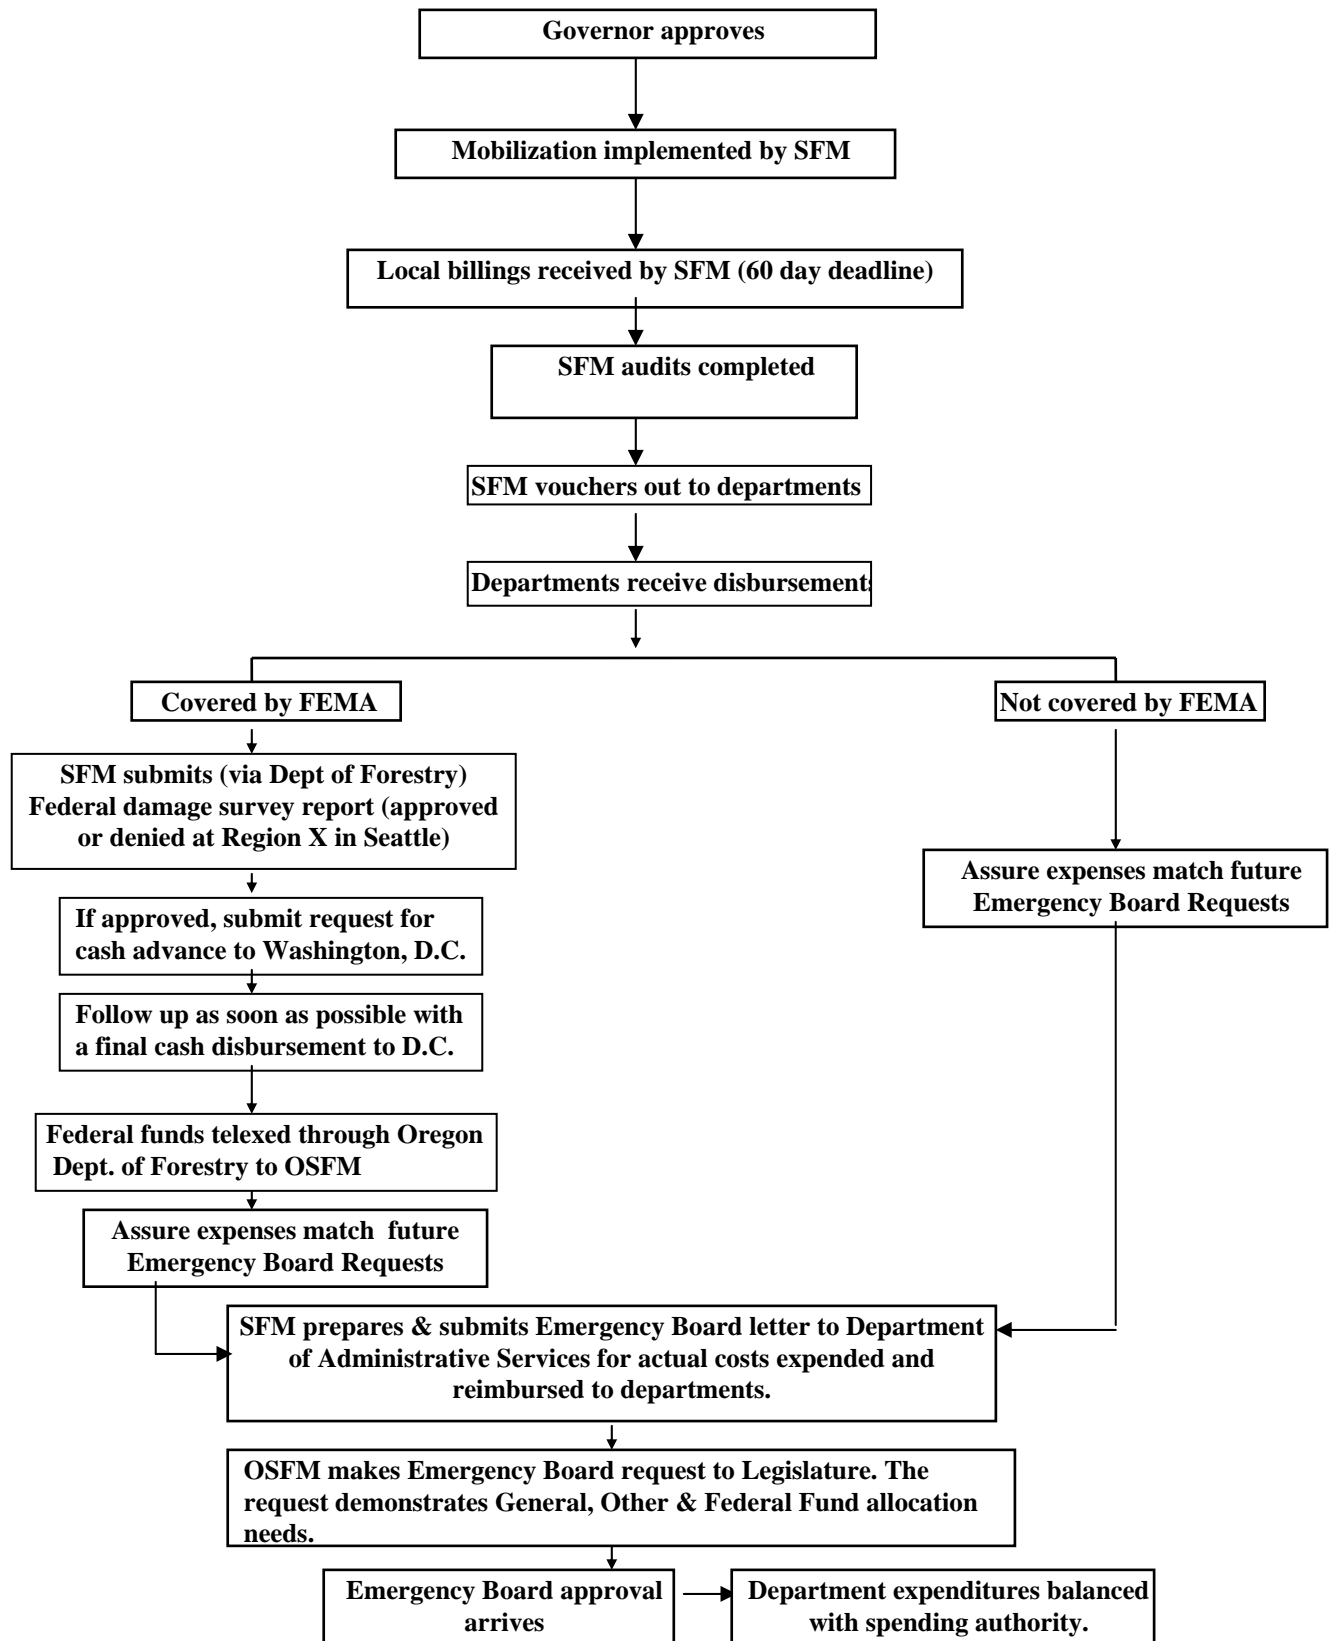 Governor approves
Mobilization implemented by SFM
Local billings received by SFM (60 day deadline)
SFM audits completed
SFM vouchers out to departments
Departments receive disbursements
Covered by FEMA
Not covered by FEMA
SFM submits (via Dept of Forestry)
Federal damage survey report (approved
or denied at Region X in Seattle)
Assure expenses match future
Emergency Board Requests
If approved, submit request for
cash advance to Washington, D.C.
Follow up as soon as possible with
a final cash disbursement to D.C.
Federal funds telexed through Oregon
Dept. of Forestry to OSFM
Assure expenses match future
Emergency Board Requests
SFM prepares & submits Emergency Board letter to Department
of Administrative Services for actual costs expended and
reimbursed to departments.
OSFM makes Emergency Board request to Legislature. The
request demonstrates General, Other & Federal Fund allocation
needs.
Emergency Board approval
arrives
Department expenditures balanced
with spending authority.